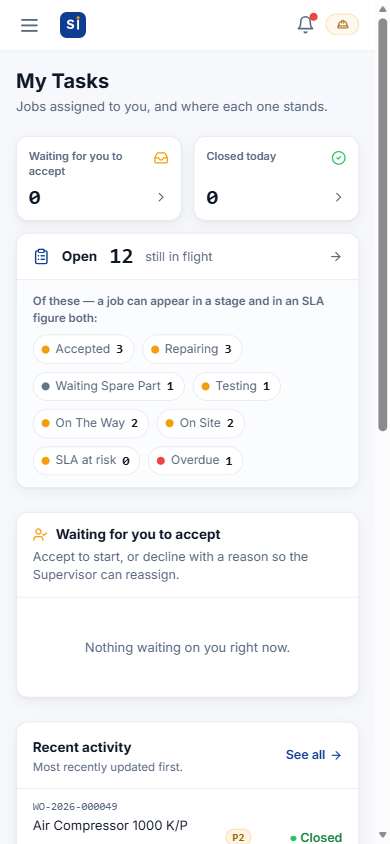 Si
My Tasks
Jobs assigned to you, and where each one stands.
Waiting for you to
accept
0
Closed today
0
Open 12 still in flight
Of these — a job can appear in a stage and in an SLA
figure both:
Accepted 3
Repairing 3
Waiting Spare Part 1
Testing 1
On The Way 2
On Site 2
SLA at risk 0
Overdue 1
Waiting for you to accept
Accept to start, or decline with a reason so the
Supervisor can reassign.
Nothing waiting on you right now.
Recent activity
Most recently updated first.
See all
WO-2026-000049
Air Compressor 1000 K/P
P2
Closed